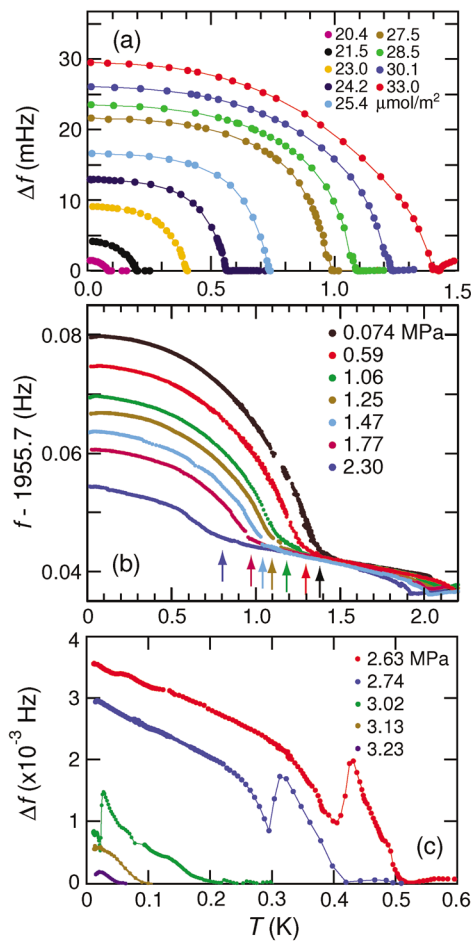 (a)
20.4 27.5
21.5 28.5
23.0 30.1
24.2 33.0
25.4 μmol/m²
30
20
10
0
Δf (mHz)
0.0 0.5 1.0 1.5
0.08
0.06
0.04
f - 1955.7 (Hz)
0.074 MPa
0.59
1.06
1.25
1.47
1.77
2.30
(b)
0 0.5 1.0 1.5 2.0
4
3
2
1
0
Δf (x10⁻³ Hz)
2.63 MPa
2.74
3.02
3.13
3.23
(c)
0 0.1 0.2 0.3 0.4 0.5 0.6
T (K)